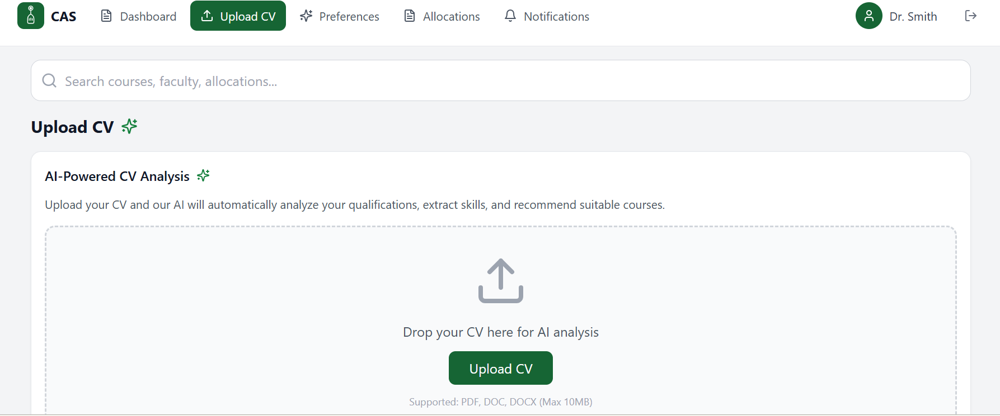 CAS
Dashboard
Upload CV
Preferences
Allocations
Notifications
Dr. Smith
Search courses, faculty, allocations...
Upload CV
AI-Powered CV Analysis
Upload your CV and our AI will automatically analyze your qualifications, extract skills, and recommend suitable courses.
Drop your CV here for AI analysis
Upload CV
Supported: PDF, DOC, DOCX (Max 10MB)